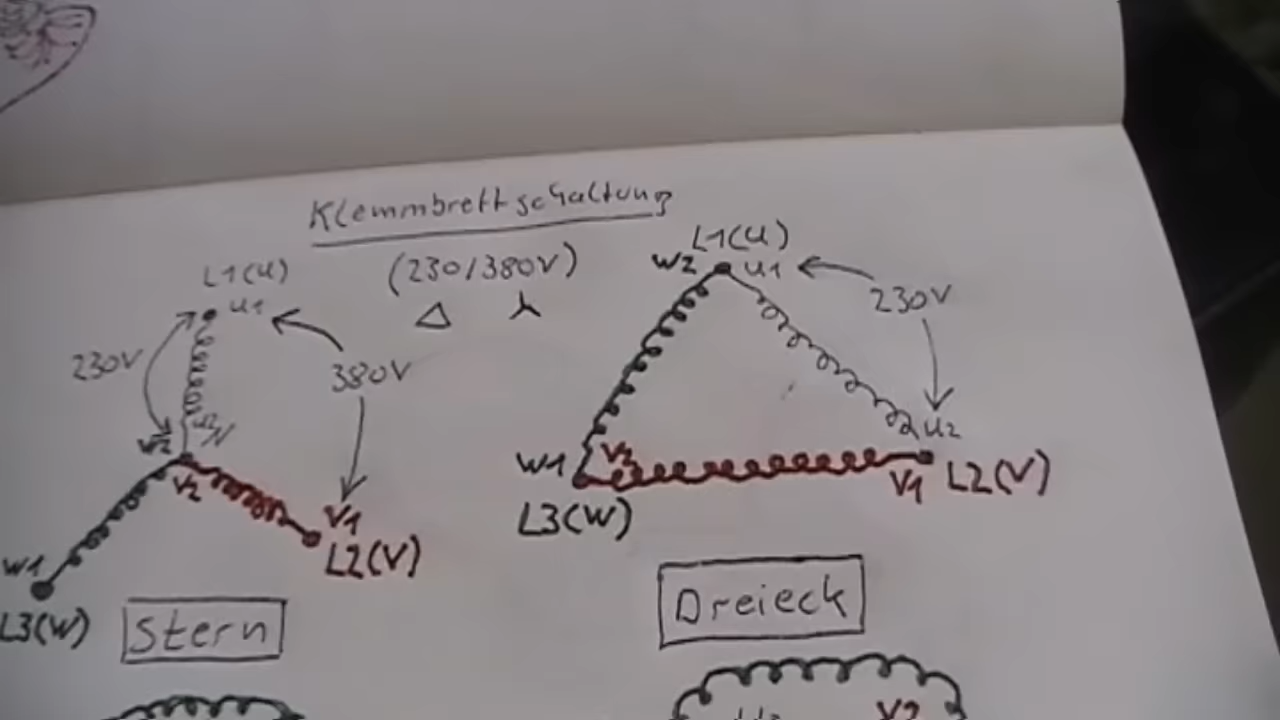 Klemmbrettschaltung
(230/380V)
L1(U)
U1
230V
380V
W2
U2
N
V2
V1
L2(V)
W1
L3(W)
Stern
L1(U)
W2
U1
230V
U2
W1
V2
V1
L2(V)
L3(W)
Dreieck
V2